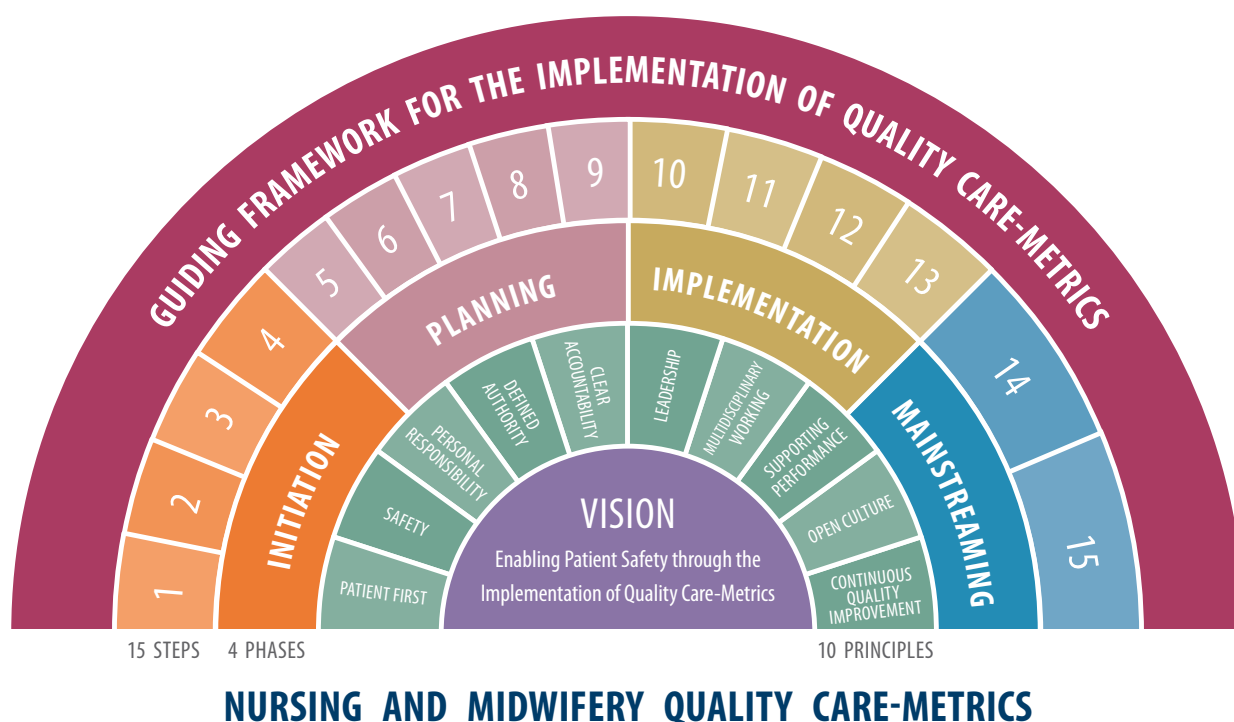 GUIDING FRAMEWORK FOR THE IMPLEMENTATION OF QUALITY CARE-METRICS
1
2
3
4
5
6
7
8
9
10
11
12
13
14
15
INITIATION
PLANNING
IMPLEMENTATION
MAINSTREAMING
PATIENT FIRST
SAFETY
PERSONAL
RESPONSIBILITY
DEFINED
AUTHORITY
CLEAR
ACCOUNTABILITY
LEADERSHIP
MULTIDISCIPLINARY
WORKING
SUPPORTING
PERFORMANCE
OPEN CULTURE
CONTINUOUS
QUALITY
IMPROVEMENT
VISION
Enabling Patient Safety through the
Implementation of Quality Care-Metrics
15 STEPS
4 PHASES
10 PRINCIPLES
NURSING AND MIDWIFERY QUALITY CARE-METRICS